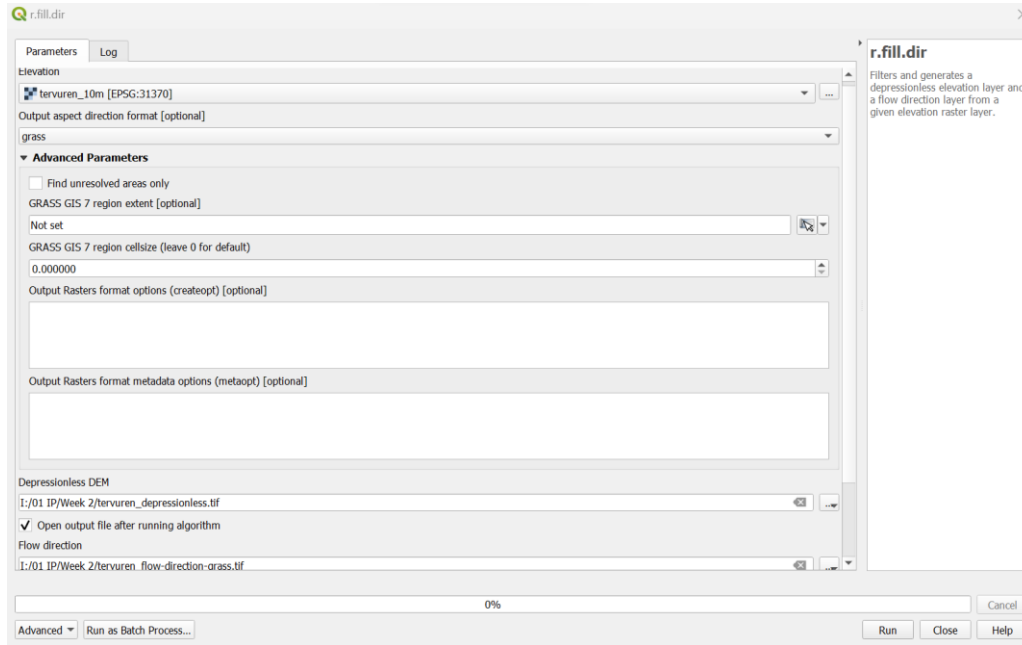 r.fill.dir
Parameters
Log
Elevation
tervuren_10m [EPSG:31370]
...
Output aspect direction format [optional]
grass
Advanced Parameters
Find unresolved areas only
GRASS GIS 7 region extent [optional]
Not set
GRASS GIS 7 region cellsize (leave 0 for default)
0.000000
Output Rasters format options (createopt) [optional]
Output Rasters format metadata options (metaopt) [optional]
Depressionless DEM
I:/01 IP/Week 2/tervuren_depressionless.tif
Open output file after running algorithm
Flow direction
I:/01 IP/Week 2/tervuren_flow-direction-grass.tif
r.fill.dir
Filters and generates a
depressionless elevation layer and
a flow direction layer from a
given elevation raster layer.
0%
Cancel
Advanced
Run as Batch Process...
Run
Close
Help